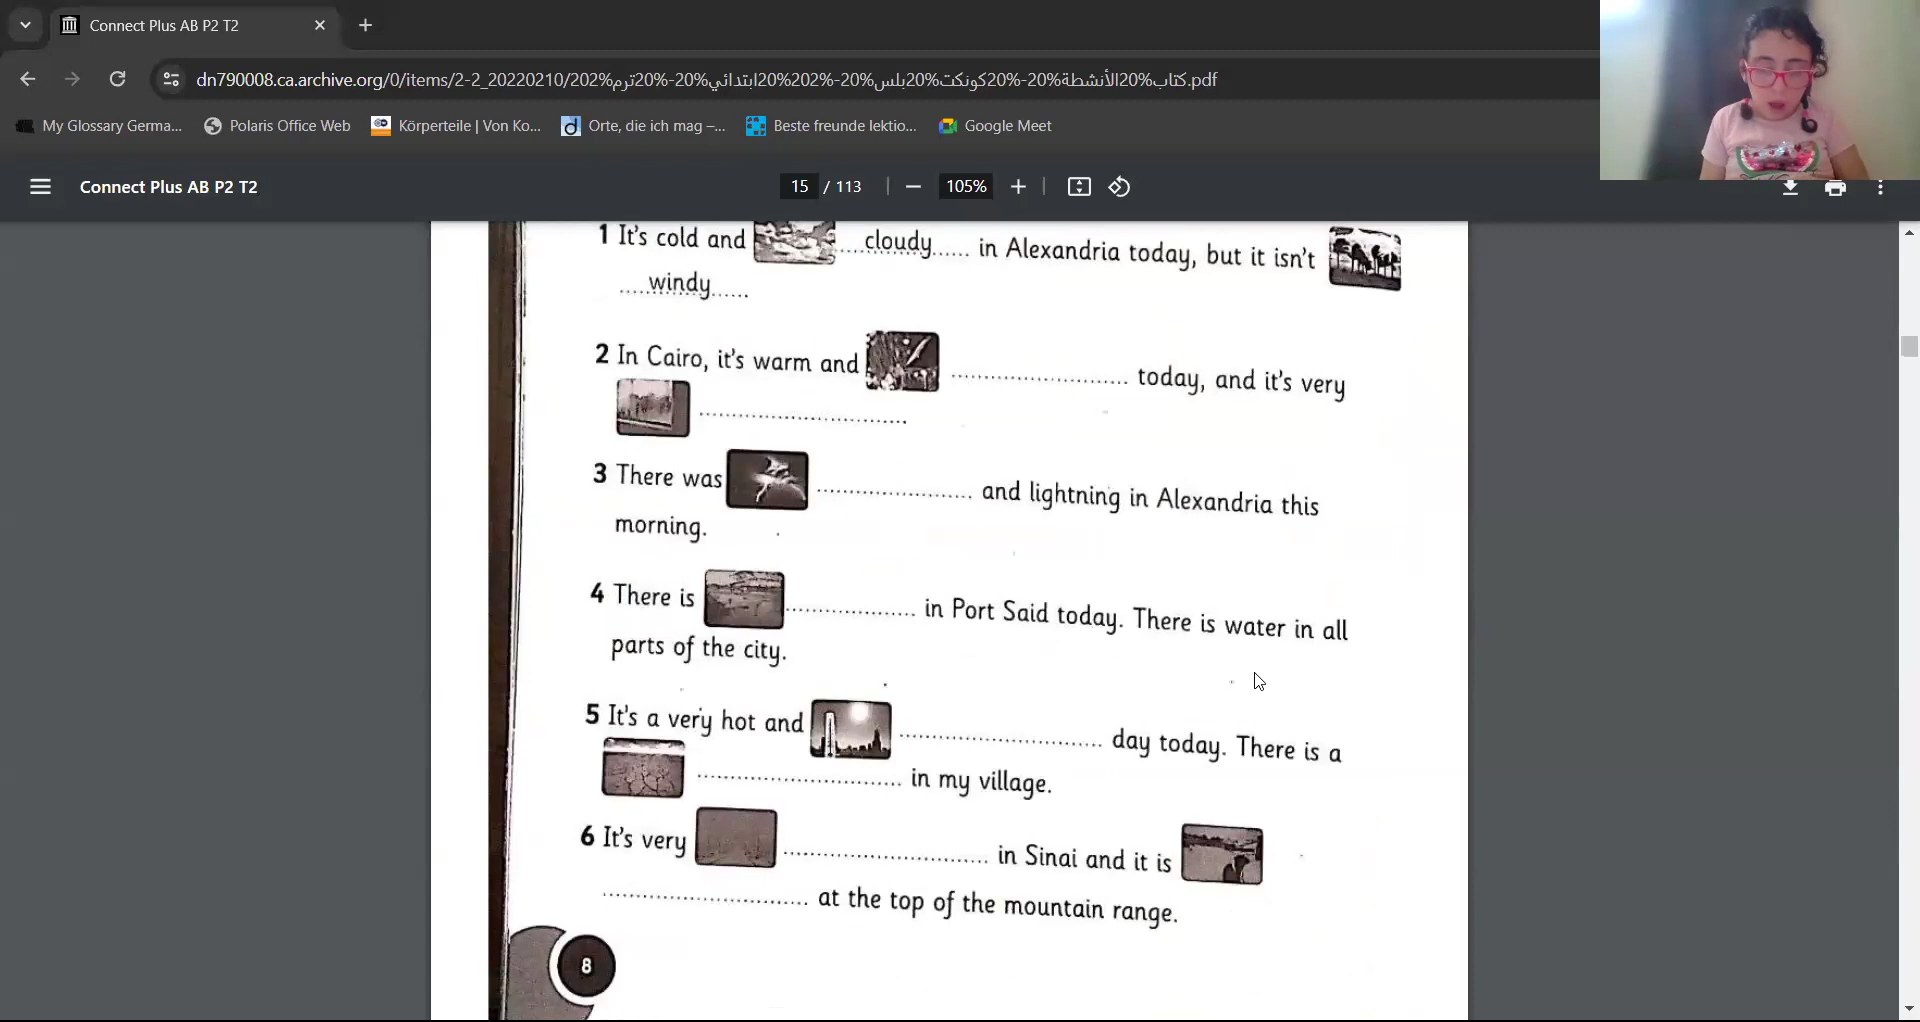 Connect Plus AB P2 T2
dn790008.ca.archive.org/0/items/2-2_20220210/كتاب%20الأنشطة%20-%20كونكت%20بلس%20-%202%20ابتدائي%20-%20ترم%202.pdf
My Glossary Germa...
Polaris Office Web
Körperteile | Von Ko...
Orte, die ich mag –...
Beste freunde lektio...
Google Meet
Connect Plus AB P2 T2
15 / 113
105%
1 It's cold and ....cloudy...... in Alexandria today, but it isn't
....windy.....
2 In Cairo, it's warm and .............................. today, and it's very
...................................
3 There was .......................... and lightning in Alexandria this
morning.
4 There is ...................... in Port Said today. There is water in all
parts of the city.
5 It's a very hot and .................................. day today. There is a
.................................. in my village.
6 It's very .................................. in Sinai and it is
.................................. at the top of the mountain range.
8